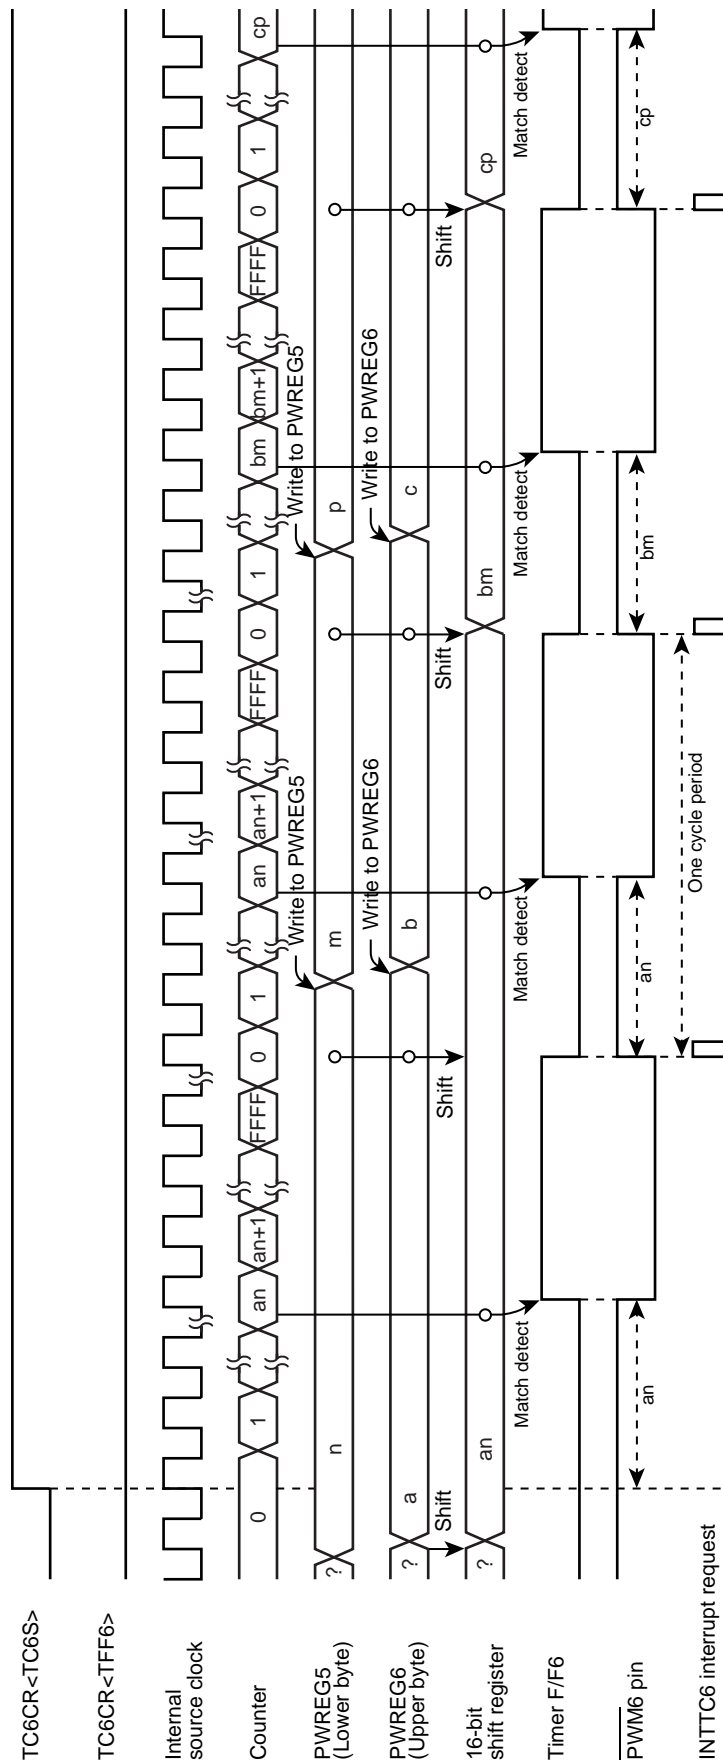 TC6CR<TC6S>
TC6CR<TFF6>
Internal
source clock
Counter
0 1 an an+1 FFFF 0 1 an an+1 FFFF 0 1 bm bm+1 FFFF 0 1 cp
Write to PWREG5 Write to PWREG5
PWREG5
(Lower byte)
? n m p
Write to PWREG6 Write to PWREG6
PWREG6
(Upper byte)
? a b c
Shift Shift Shift Shift
16-bit
shift register
? an bm cp
Match detect Match detect Match detect Match detect
Timer F/F6
PWM6 pin
an an bm cp
One cycle period
INTTC6 interrupt request